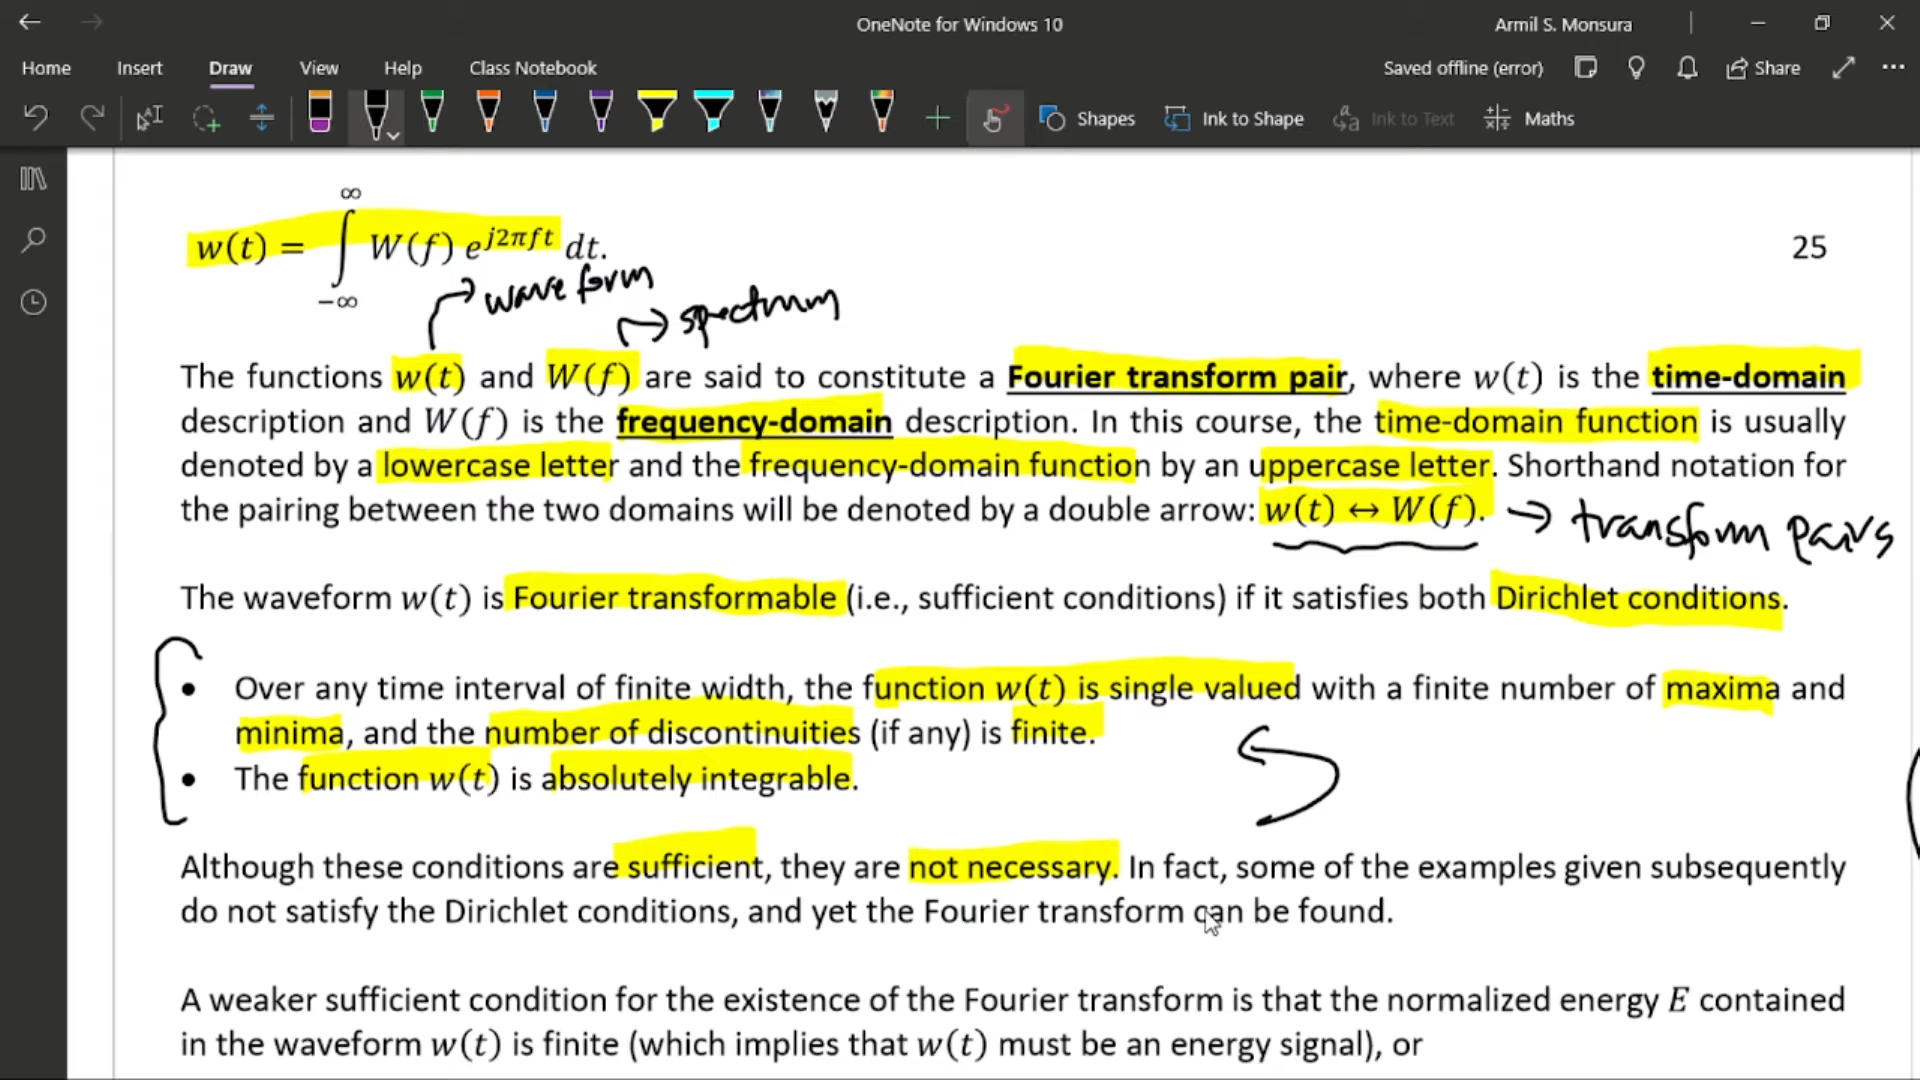 OneNote for Windows 10
Armil S. Monsura
Home Insert Draw View Help Class Notebook
Saved offline (error) Share
Shapes Ink to Shape Ink to Text Maths
w(t) = ∫_{-∞}^{∞} W(f) e^{j2πft} dt.
25
wave form
spectrum
The functions w(t) and W(f) are said to constitute a Fourier transform pair, where w(t) is the time-domain
description and W(f) is the frequency-domain description. In this course, the time-domain function is usually
denoted by a lowercase letter and the frequency-domain function by an uppercase letter. Shorthand notation for
the pairing between the two domains will be denoted by a double arrow: w(t) ↔ W(f). → transform pairs
The waveform w(t) is Fourier transformable (i.e., sufficient conditions) if it satisfies both Dirichlet conditions.
• Over any time interval of finite width, the function w(t) is single valued with a finite number of maxima and
minima, and the number of discontinuities (if any) is finite.
• The function w(t) is absolutely integrable.
Although these conditions are sufficient, they are not necessary. In fact, some of the examples given subsequently
do not satisfy the Dirichlet conditions, and yet the Fourier transform can be found.
A weaker sufficient condition for the existence of the Fourier transform is that the normalized energy E contained
in the waveform w(t) is finite (which implies that w(t) must be an energy signal), or